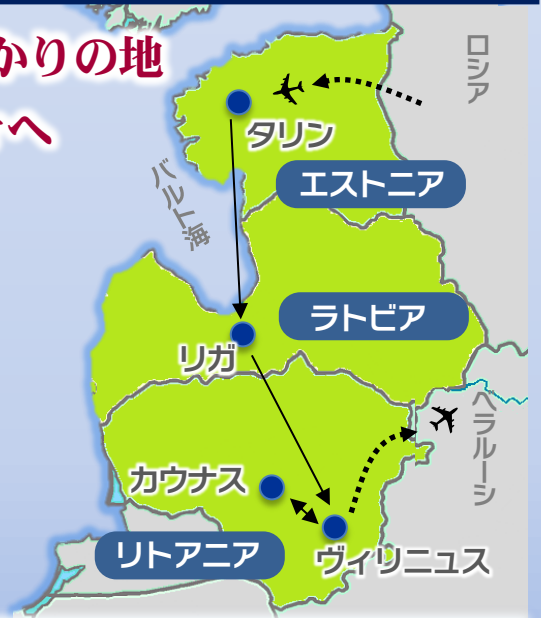 かりの地
へ
ロシア
タリン
エストニア
バルト海
ラトビア
リガ
ベラルーシ
カウナス
リトアニア
ヴィリニュス